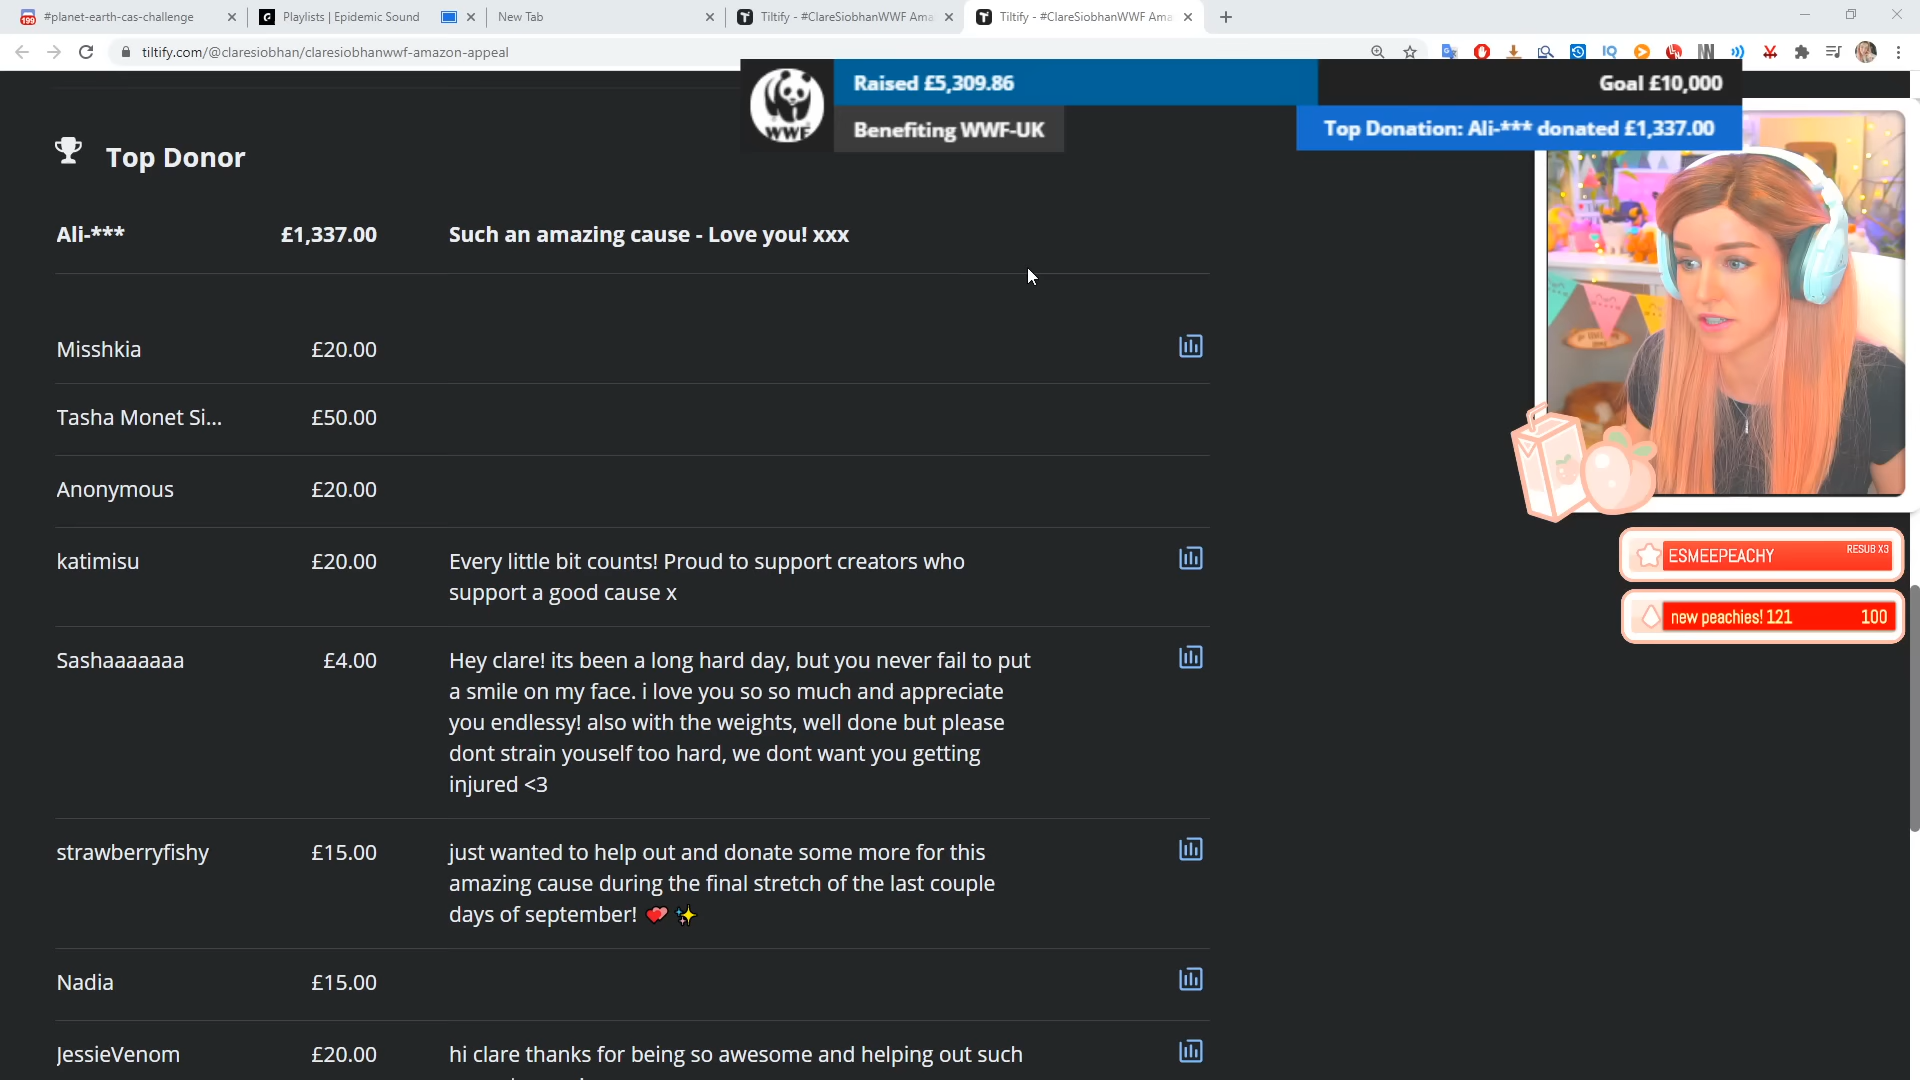 #planet-earth-cas-challenge
Playlists | Epidemic Sound
New Tab
Tiltify - #ClareSiobhanWWF Ama
Tiltify - #ClareSiobhanWWF Ama
tiltify.com/@claresiobhan/claresiobhanwwf-amazon-appeal
WWF
Raised £5,309.86
Goal £10,000
Benefiting WWF-UK
Top Donation: Ali-*** donated £1,337.00
Top Donor
Ali-*** £1,337.00 Such an amazing cause - Love you! xxx
Misshkia £20.00
Tasha Monet Si... £50.00
Anonymous £20.00
katimisu £20.00 Every little bit counts! Proud to support creators who
support a good cause x
Sashaaaaaaa £4.00 Hey clare! its been a long hard day, but you never fail to put
a smile on my face. i love you so so much and appreciate
you endlessy! also with the weights, well done but please
dont strain youself too hard, we dont want you getting
injured <3
strawberryfishy £15.00 just wanted to help out and donate some more for this
amazing cause during the final stretch of the last couple
days of september! 💕 ✨
Nadia £15.00
JessieVenom £20.00 hi clare thanks for being so awesome and helping out such
ESMEEPEACHY RESUB X3
new peachies! 121 100